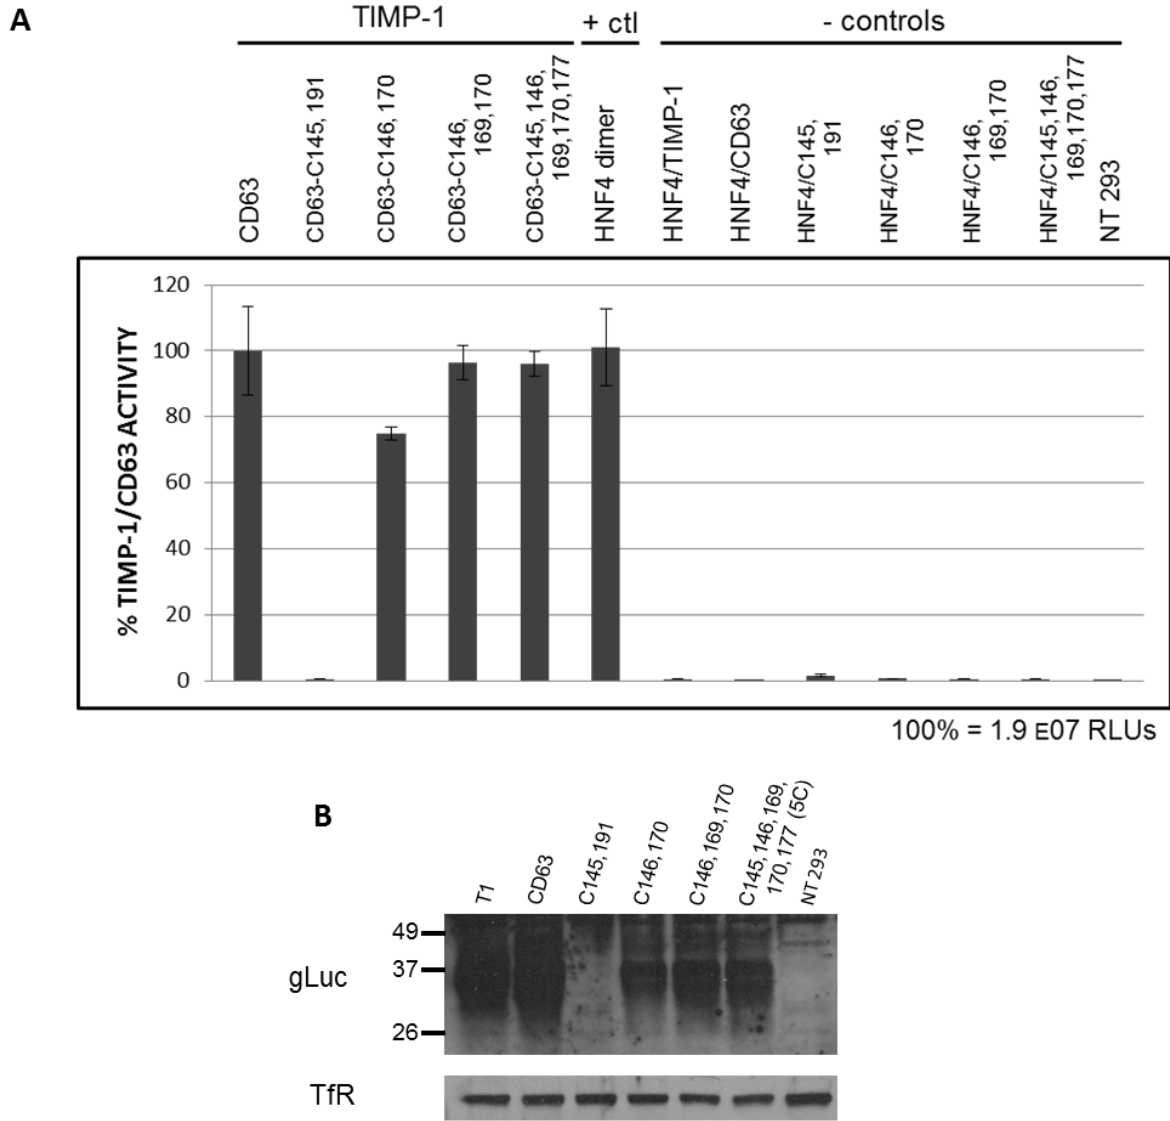 A
TIMP-1
+ ctl
- controls
CD63
CD63-C145,191
CD63-C146,170
CD63-C146,
169,170
CD63-C145,146,
169,170,177
HNF4 dimer
HNF4/TIMP-1
HNF4/CD63
HNF4/C145,
191
HNF4/C146,
170
HNF4/C146,
169,170
HNF4/C145,146,
169,170,177
NT 293
% TIMP-1/CD63 ACTIVITY
120
100
80
60
40
20
0
100% = 1.9 E07 RLUs
B
T1
CD63
C145,191
C146,170
C146,169,170
C145,146,169,
170,177 (5C)
NT 293
49
37
26
gLuc
TfR